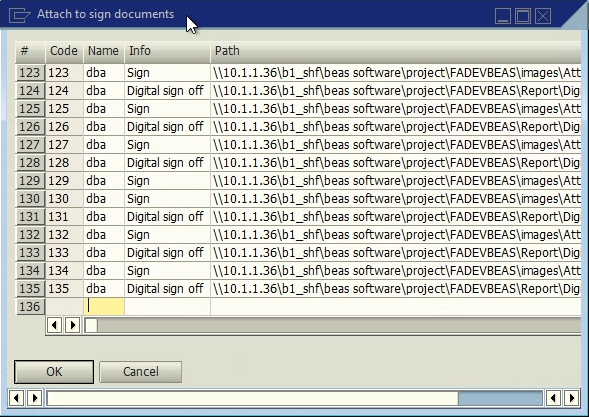 Attach to sign documents
# Code Name Info Path
123 123 dba Sign \\10.1.1.36\b1_shf\beas software\project\FADEVBEAS\images\Att
124 124 dba Digital sign off \\10.1.1.36\b1_shf\beas software\project\FADEVBEAS\Report\Dig
125 125 dba Sign \\10.1.1.36\b1_shf\beas software\project\FADEVBEAS\images\Att
126 126 dba Digital sign off \\10.1.1.36\b1_shf\beas software\project\FADEVBEAS\Report\Dig
127 127 dba Sign \\10.1.1.36\b1_shf\beas software\project\FADEVBEAS\images\Att
128 128 dba Digital sign off \\10.1.1.36\b1_shf\beas software\project\FADEVBEAS\Report\Dig
129 129 dba Sign \\10.1.1.36\b1_shf\beas software\project\FADEVBEAS\images\Att
130 130 dba Sign \\10.1.1.36\b1_shf\beas software\project\FADEVBEAS\images\Att
131 131 dba Digital sign off \\10.1.1.36\b1_shf\beas software\project\FADEVBEAS\Report\Dig
132 132 dba Sign \\10.1.1.36\b1_shf\beas software\project\FADEVBEAS\images\Att
133 133 dba Digital sign off \\10.1.1.36\b1_shf\beas software\project\FADEVBEAS\Report\Dig
134 134 dba Sign \\10.1.1.36\b1_shf\beas software\project\FADEVBEAS\images\Att
135 135 dba Digital sign off \\10.1.1.36\b1_shf\beas software\project\FADEVBEAS\Report\Dig
136
OK Cancel